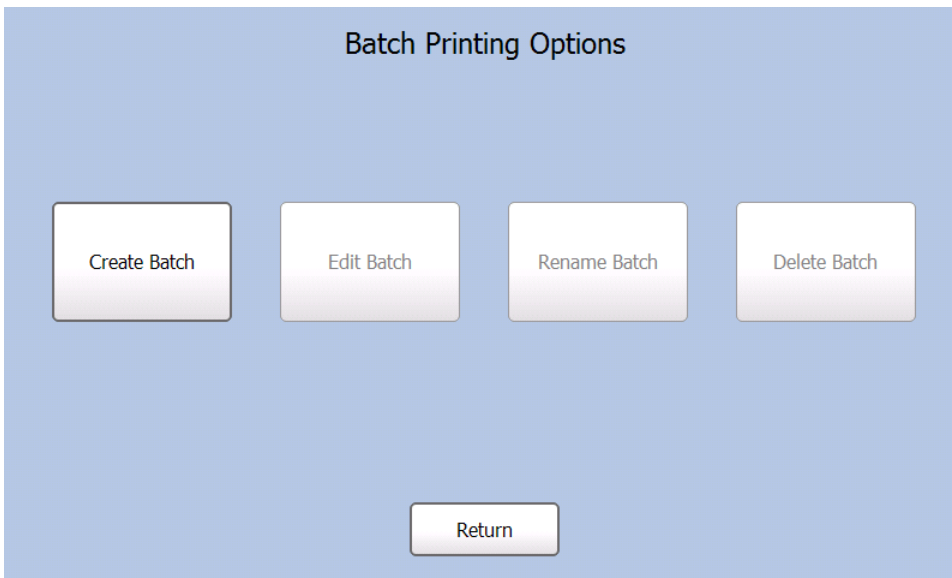 Batch Printing Options
Create Batch
Edit Batch
Rename Batch
Delete Batch
Return